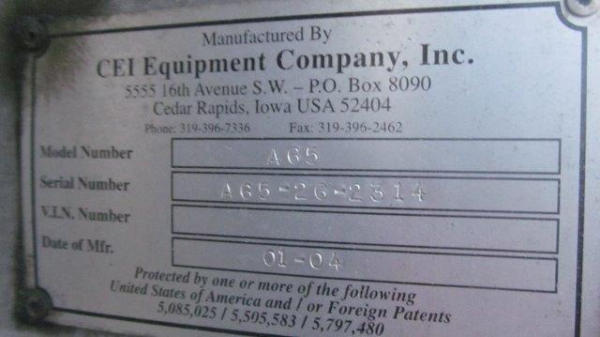 Manufactured By
CEI Equipment Company, Inc.
5555 16th Avenue S.W. – P.O. Box 8090
Cedar Rapids, Iowa USA 52404
Phone: 319-396-7336 Fax: 319-396-2462
Model Number A65
Serial Number A65-26-2314
V.I.N. Number
Date of Mfr. 01-04
Protected by one or more of the following
United States of America and / or Foreign Patents
5,085,025 / 5,505,583 / 5,797,480